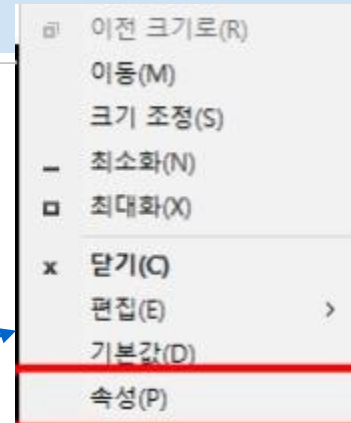 이전 크기로(R)
이동(M)
크기 조정(S)
최소화(N)
최대화(X)
닫기(C)
편집(E)
기본값(D)
속성(P)